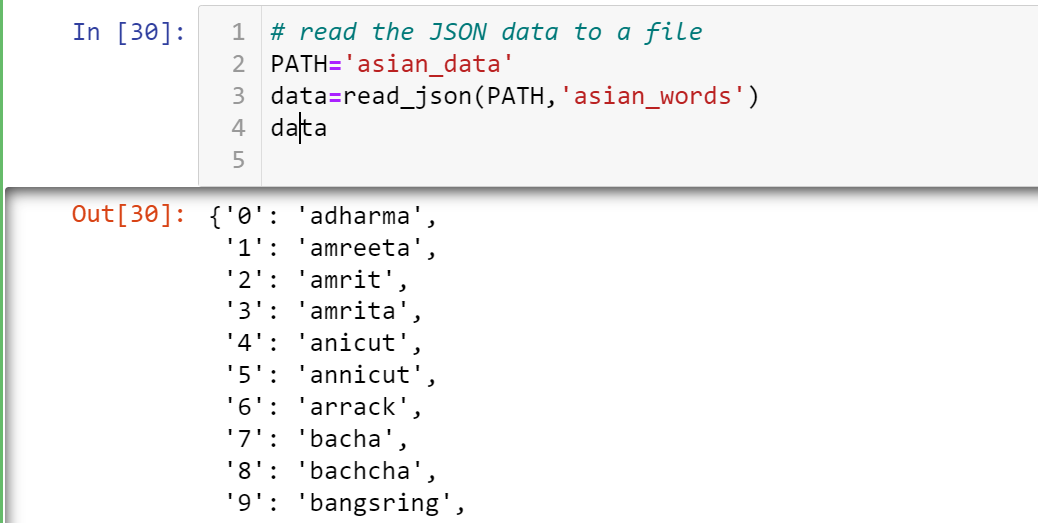 In [30]:
1 # read the JSON data to a file
2 PATH='asian_data'
3 data=read_json(PATH,'asian_words')
4 data
5
Out[30]: {'0': 'adharma',
'1': 'amreeta',
'2': 'amrit',
'3': 'amrita',
'4': 'anicut',
'5': 'annicut',
'6': 'arrack',
'7': 'bacha',
'8': 'bachcha',
'9': 'bangsring',